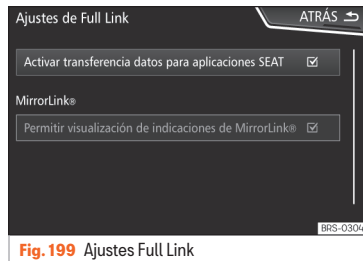 Ajustes de Full Link
ATRÁS
Activar transferencia datos para aplicaciones SEAT
MirrorLink®
Permitir visualización de indicaciones de MirrorLink®
BRS-0304
Fig. 199 Ajustes Full Link